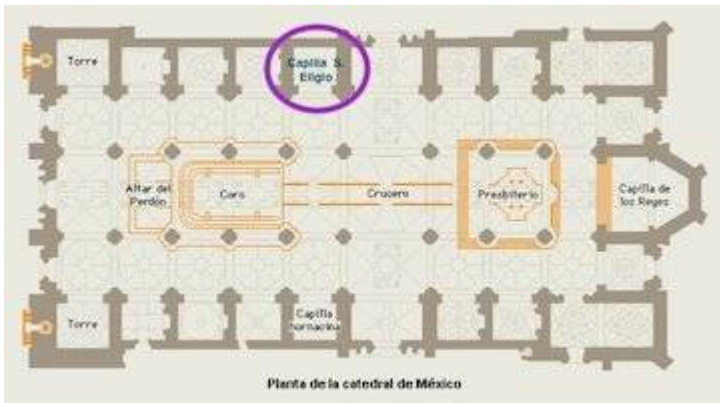 Torre
Capilla S.
Eligio
Altar del
Perdón
Coro
Crucero
Presbiterio
Capilla de
los Reyes
Torre
Capilla
hornacina
Planta de la catedral de México